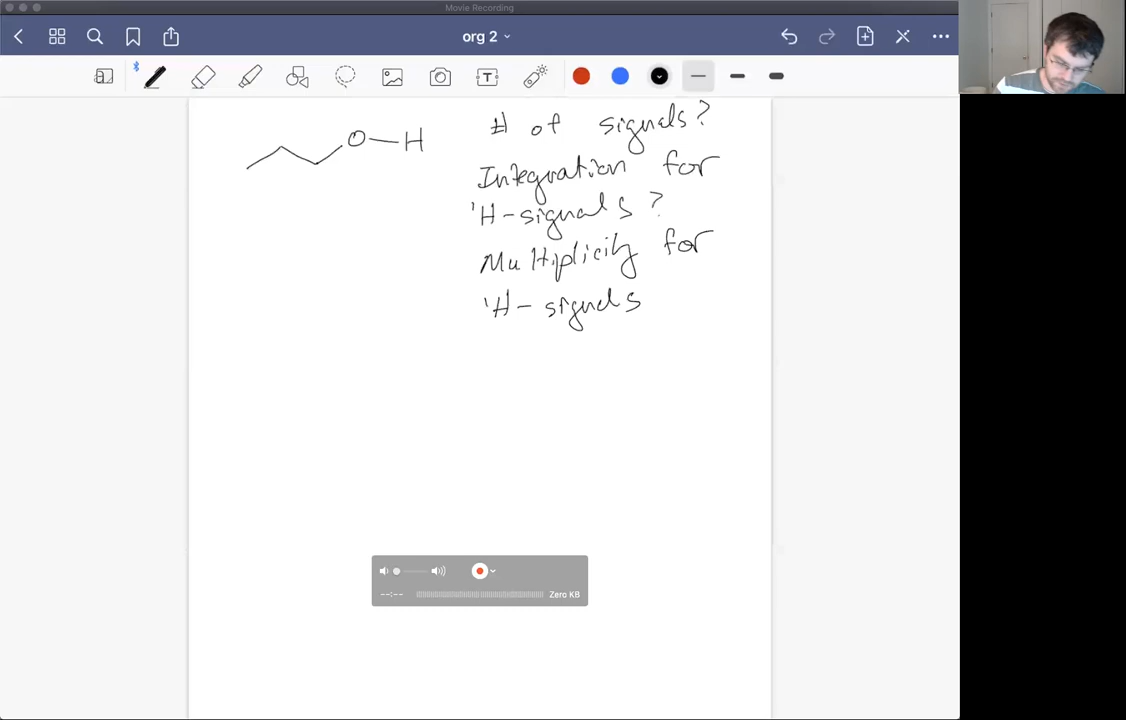 Movie Recording
org 2
T
O-H
# of signals?
Integration for
¹H-signals?
Multiplicity for
¹H-signals
--:--
Zero KB